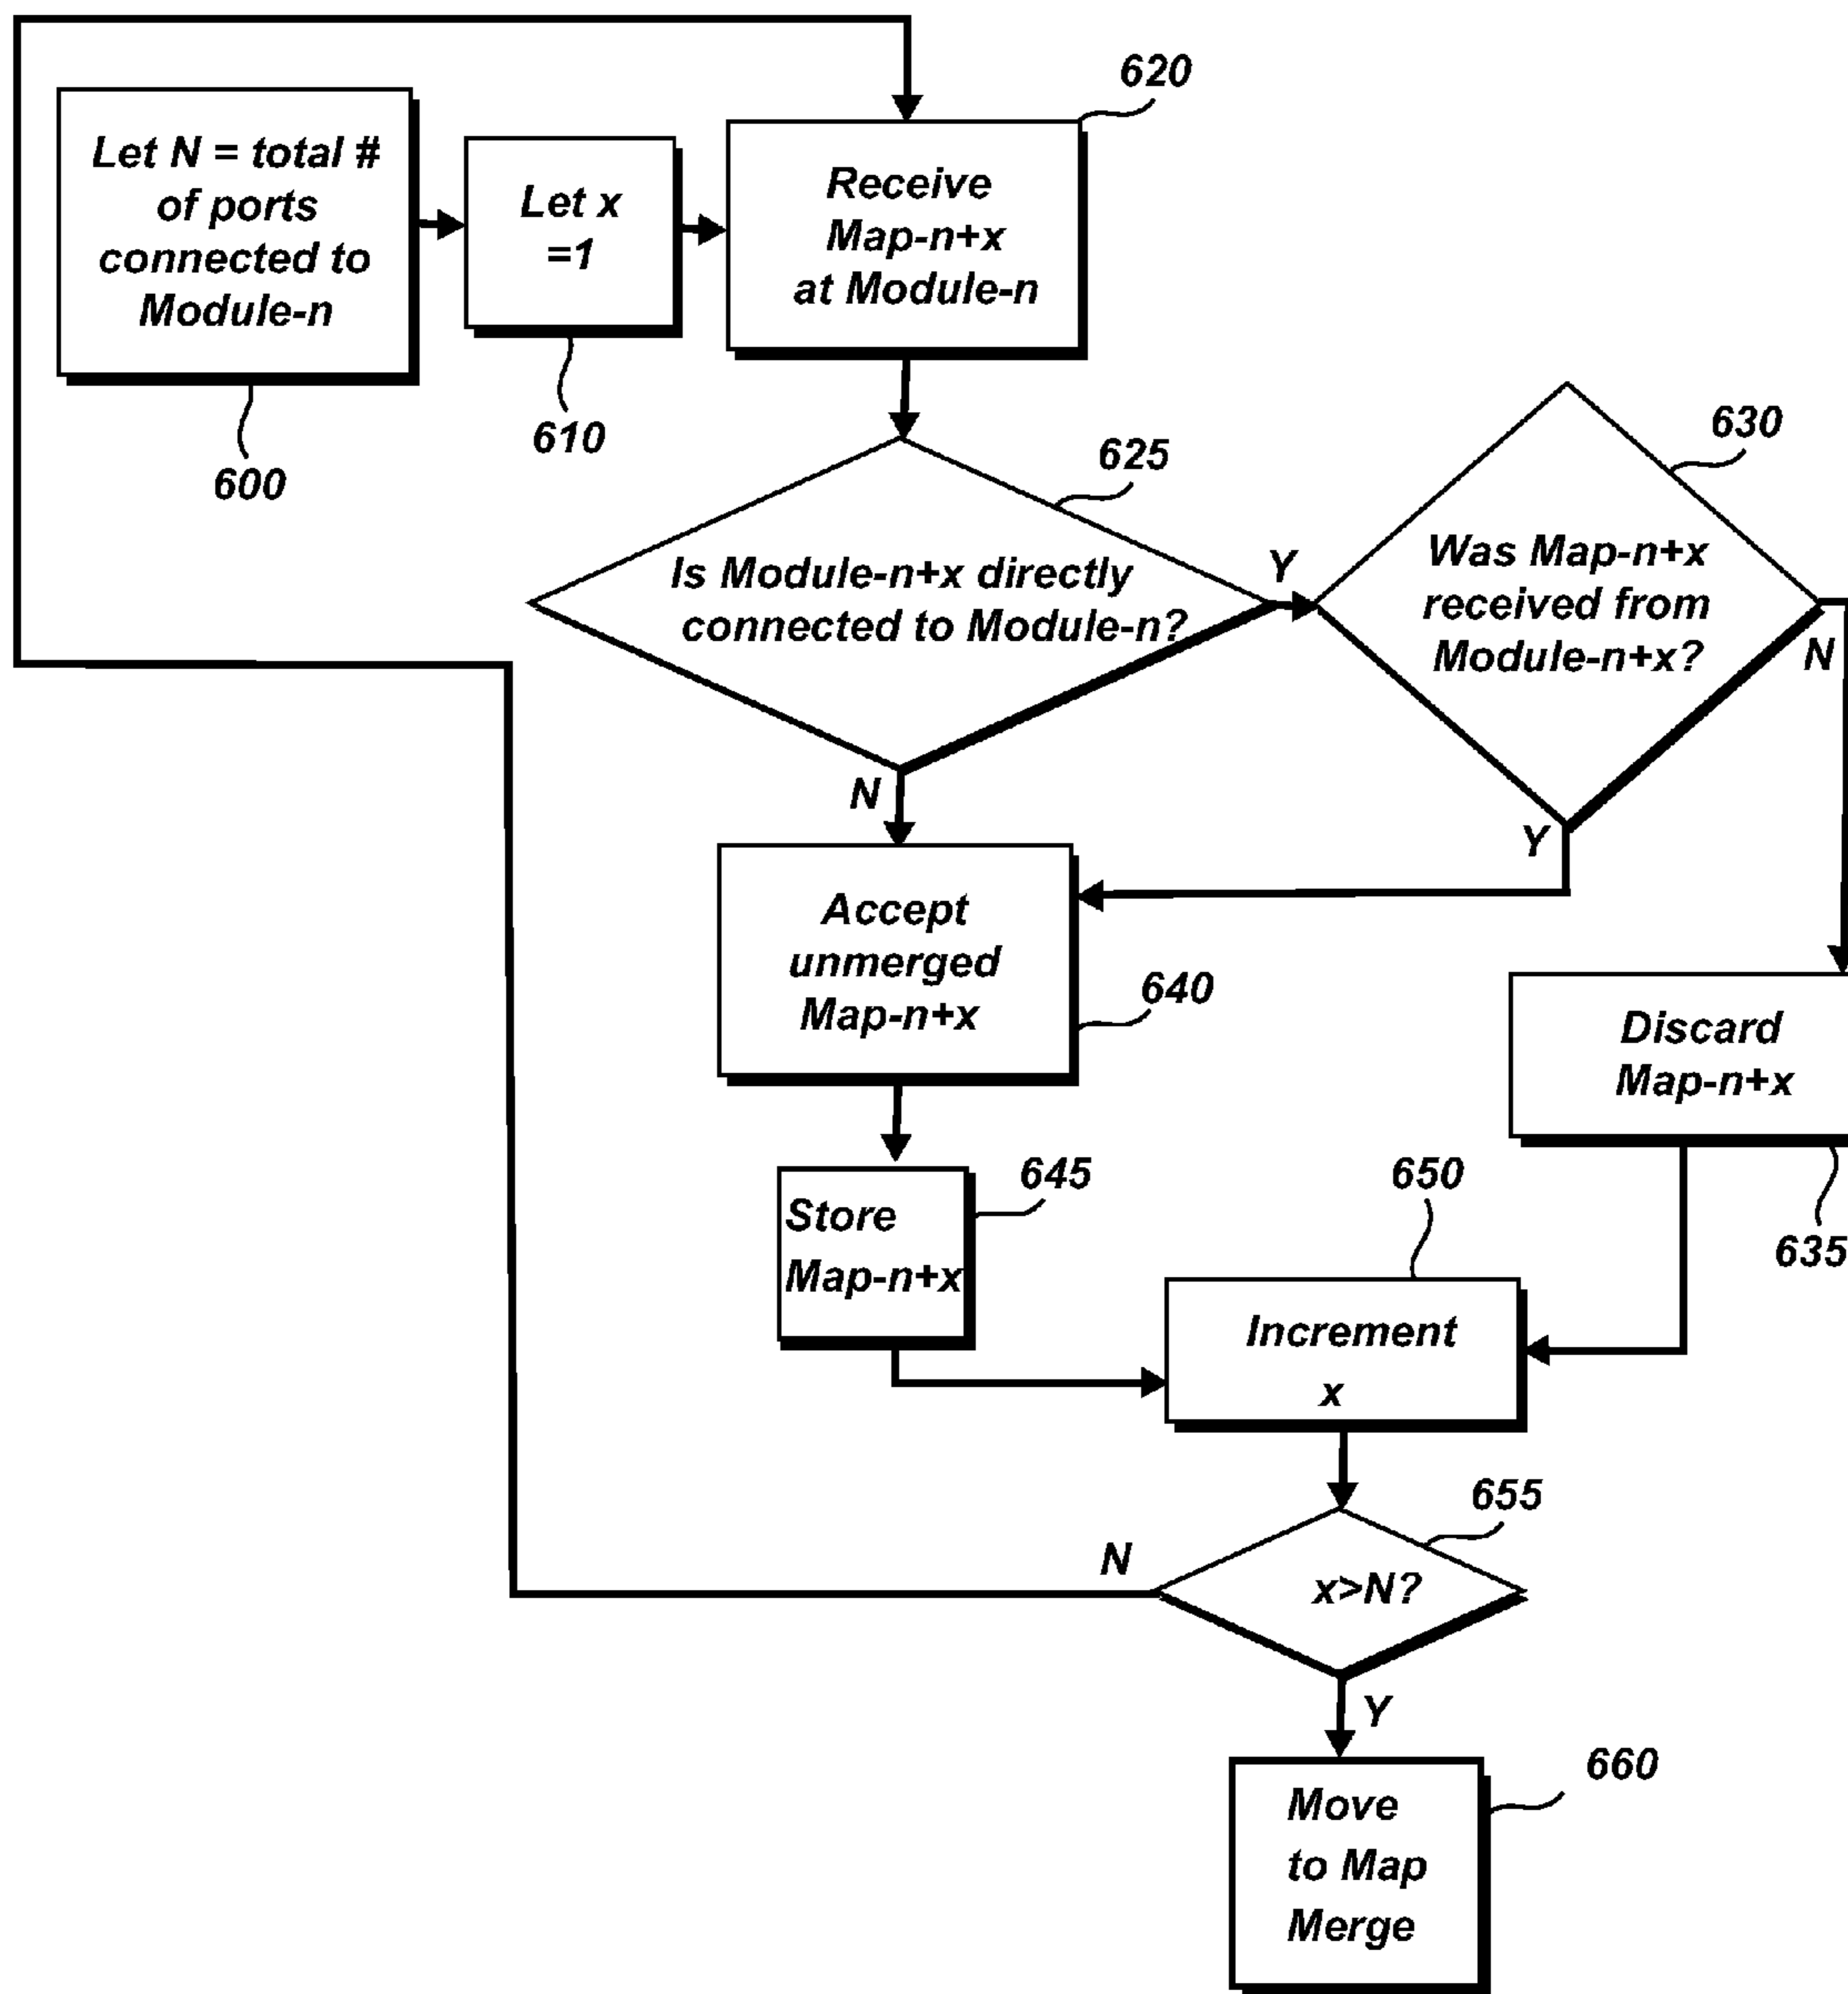 620
Let N = total #
of ports
connected to
Module-n
Let x
=1
Receive
Map-n+x
at Module-n
600
610
625
630
Is Module-n+x directly
connected to Module-n?
Y
Was Map-n+x
received from
Module-n+x?
N
N
Y
Accept
unmerged
Map-n+x
640
Discard
Map-n+x
635
Store
Map-n+x
645
650
Increment
x
655
x>N?
N
Y
660
Move
to Map
Merge